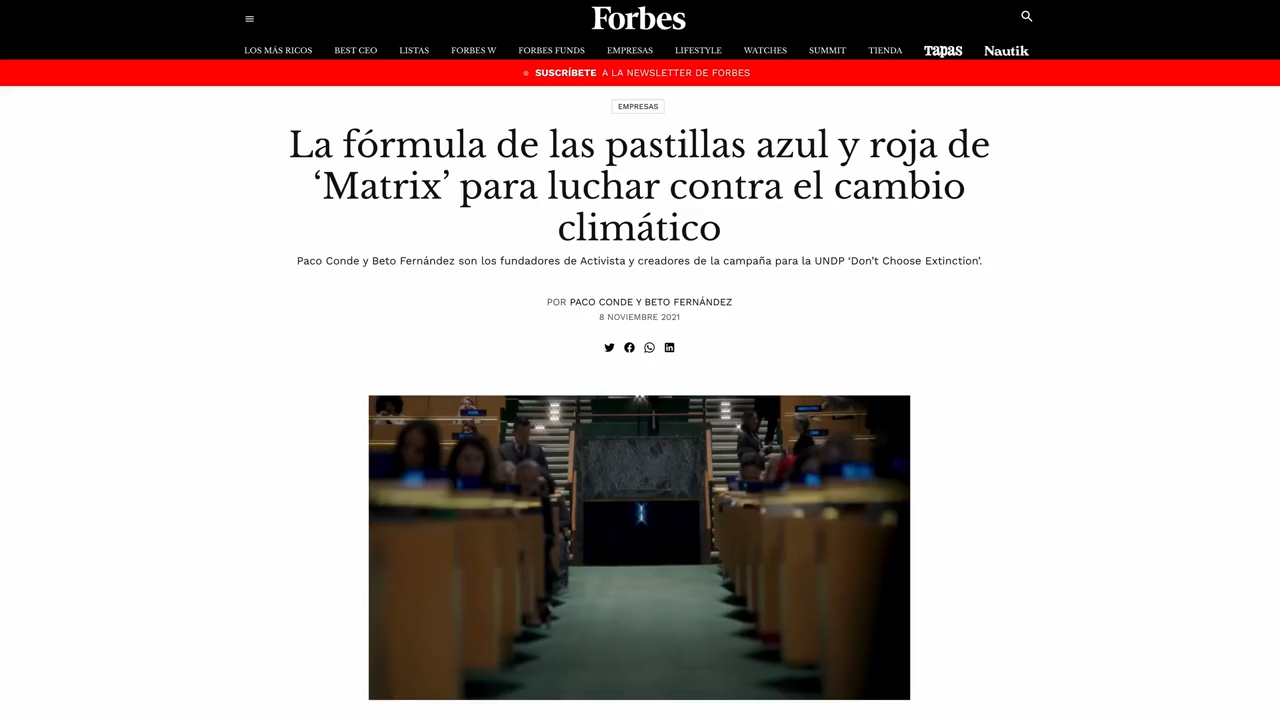 Forbes
LOS MÁS RICOS BEST CEO LISTAS FORBES W FORBES FUNDS EMPRESAS LIFESTYLE WATCHES SUMMIT TIENDA TAPAS Nautik
SUSCRÍBETE A LA NEWSLETTER DE FORBES
EMPRESAS
La fórmula de las pastillas azul y roja de
‘Matrix’ para luchar contra el cambio
climático
Paco Conde y Beto Fernández son los fundadores de Activista y creadores de la campaña para la UNDP ‘Don’t Choose Extinction’.
POR PACO CONDE Y BETO FERNÁNDEZ
8 NOVIEMBRE 2021